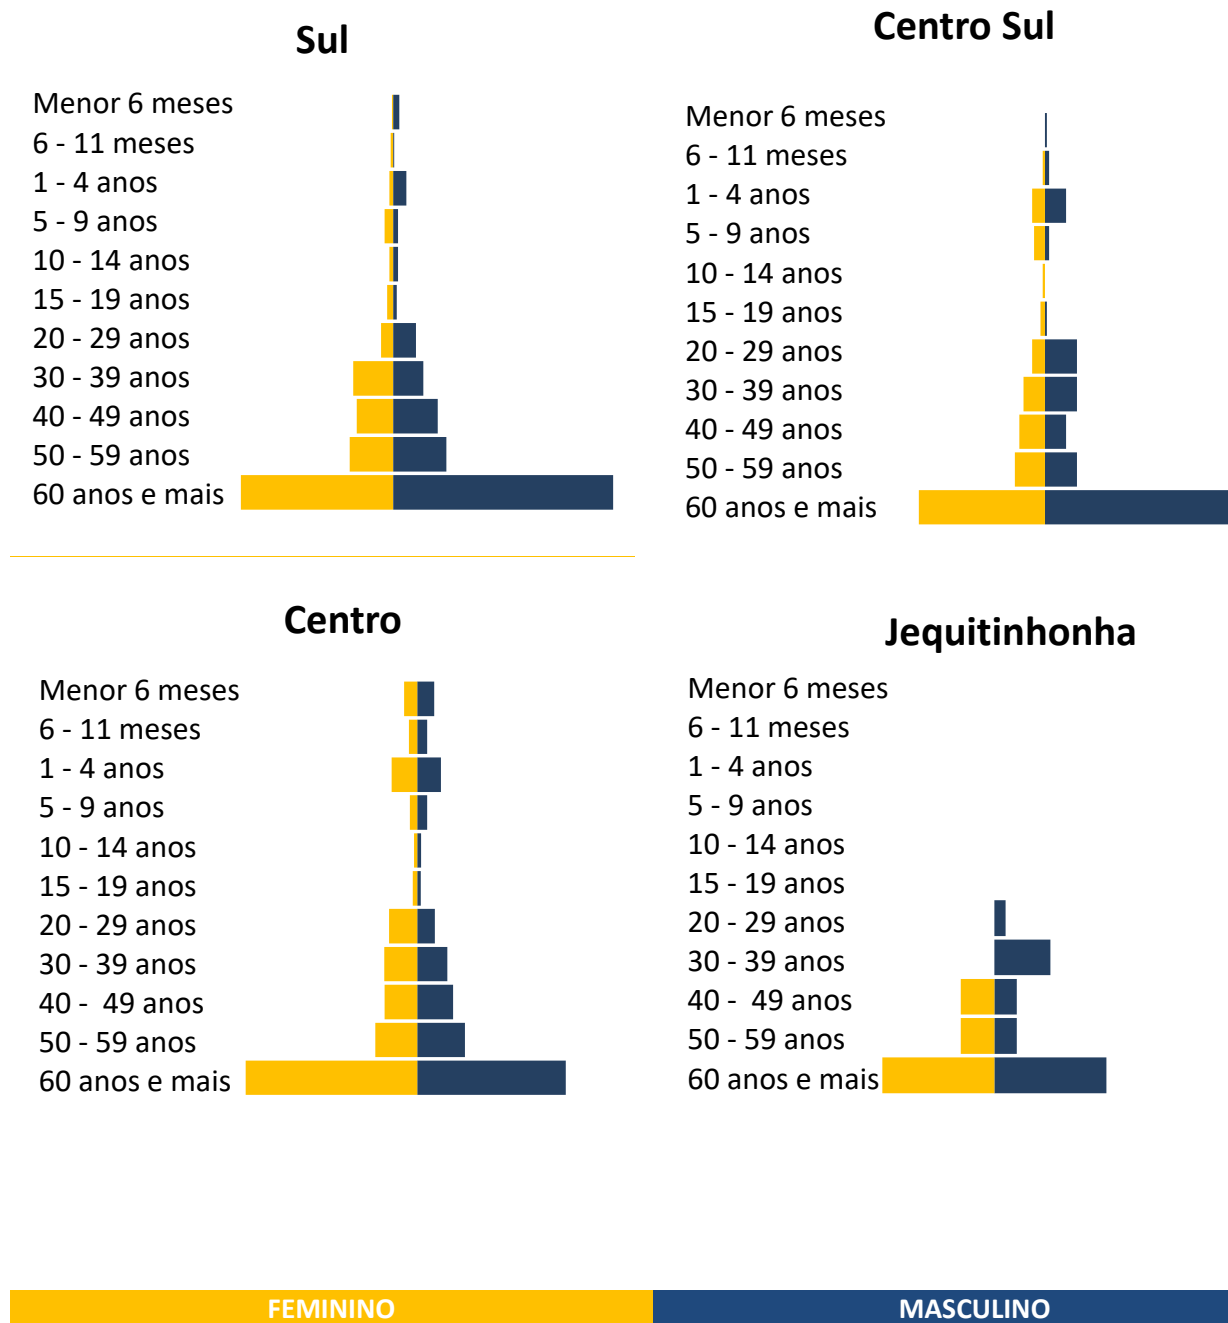 Sul
Menor 6 meses
6 - 11 meses
1 - 4 anos
5 - 9 anos
10 - 14 anos
15 - 19 anos
20 - 29 anos
30 - 39 anos
40 - 49 anos
50 - 59 anos
60 anos e mais
Centro Sul
Menor 6 meses
6 - 11 meses
1 - 4 anos
5 - 9 anos
10 - 14 anos
15 - 19 anos
20 - 29 anos
30 - 39 anos
40 - 49 anos
50 - 59 anos
60 anos e mais
Centro
Menor 6 meses
6 - 11 meses
1 - 4 anos
5 - 9 anos
10 - 14 anos
15 - 19 anos
20 - 29 anos
30 - 39 anos
40 -  49 anos
50 - 59 anos
60 anos e mais
Jequitinhonha
Menor 6 meses
6 - 11 meses
1 - 4 anos
5 - 9 anos
10 - 14 anos
15 - 19 anos
20 - 29 anos
30 - 39 anos
40 -  49 anos
50 - 59 anos
60 anos e mais
FEMININO
MASCULINO